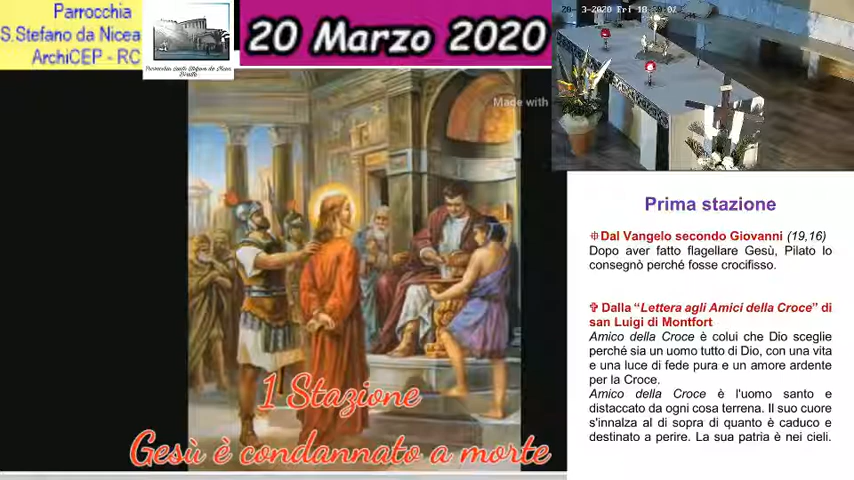 Parrocchia
S.Stefano da Nicea
ArchiCEP - RC
20 Marzo 2020
Made with
1 Stazione
Gesù è condannato a morte
Prima stazione
Dal Vangelo secondo Giovanni (19,16)
Dopo aver fatto flagellare Gesù, Pilato lo
consegnò perché fosse crocifisso.
Dalla “Lettera agli Amici della Croce” di
san Luigi di Montfort
Amico della Croce è colui che Dio sceglie
perché sia un uomo tutto di Dio, con una vita
e una luce di fede pura e un amore ardente
per la Croce.
Amico della Croce è l'uomo santo e
distaccato da ogni cosa terrena. Il suo cuore
s'innalza al di sopra di quanto è caduco e
destinato a perire. La sua patria è nei cieli.